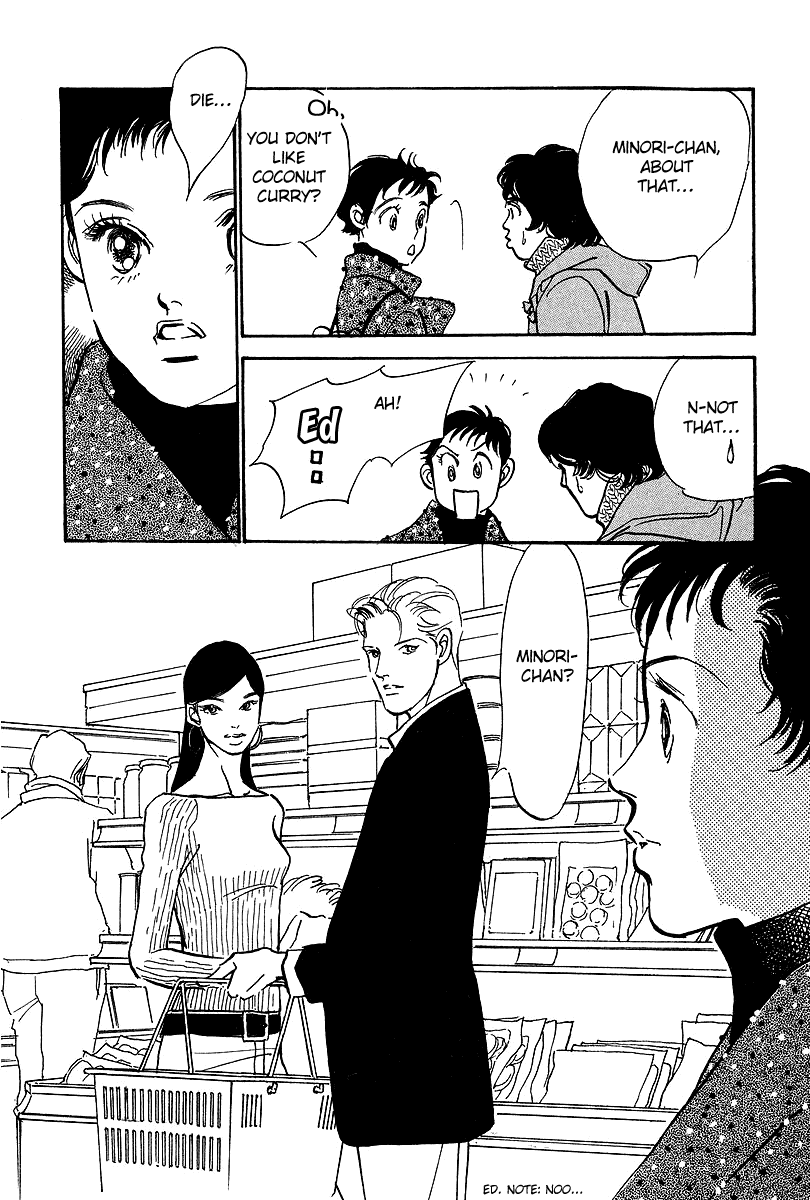 MINORI-CHAN,
ABOUT
THAT...
Oh,
YOU DON'T
LIKE
COCONUT
CURRY?
N-NOT
THAT...
AH!
Ed
DIE...
MINORI-
CHAN?
ED. NOTE: NOO...